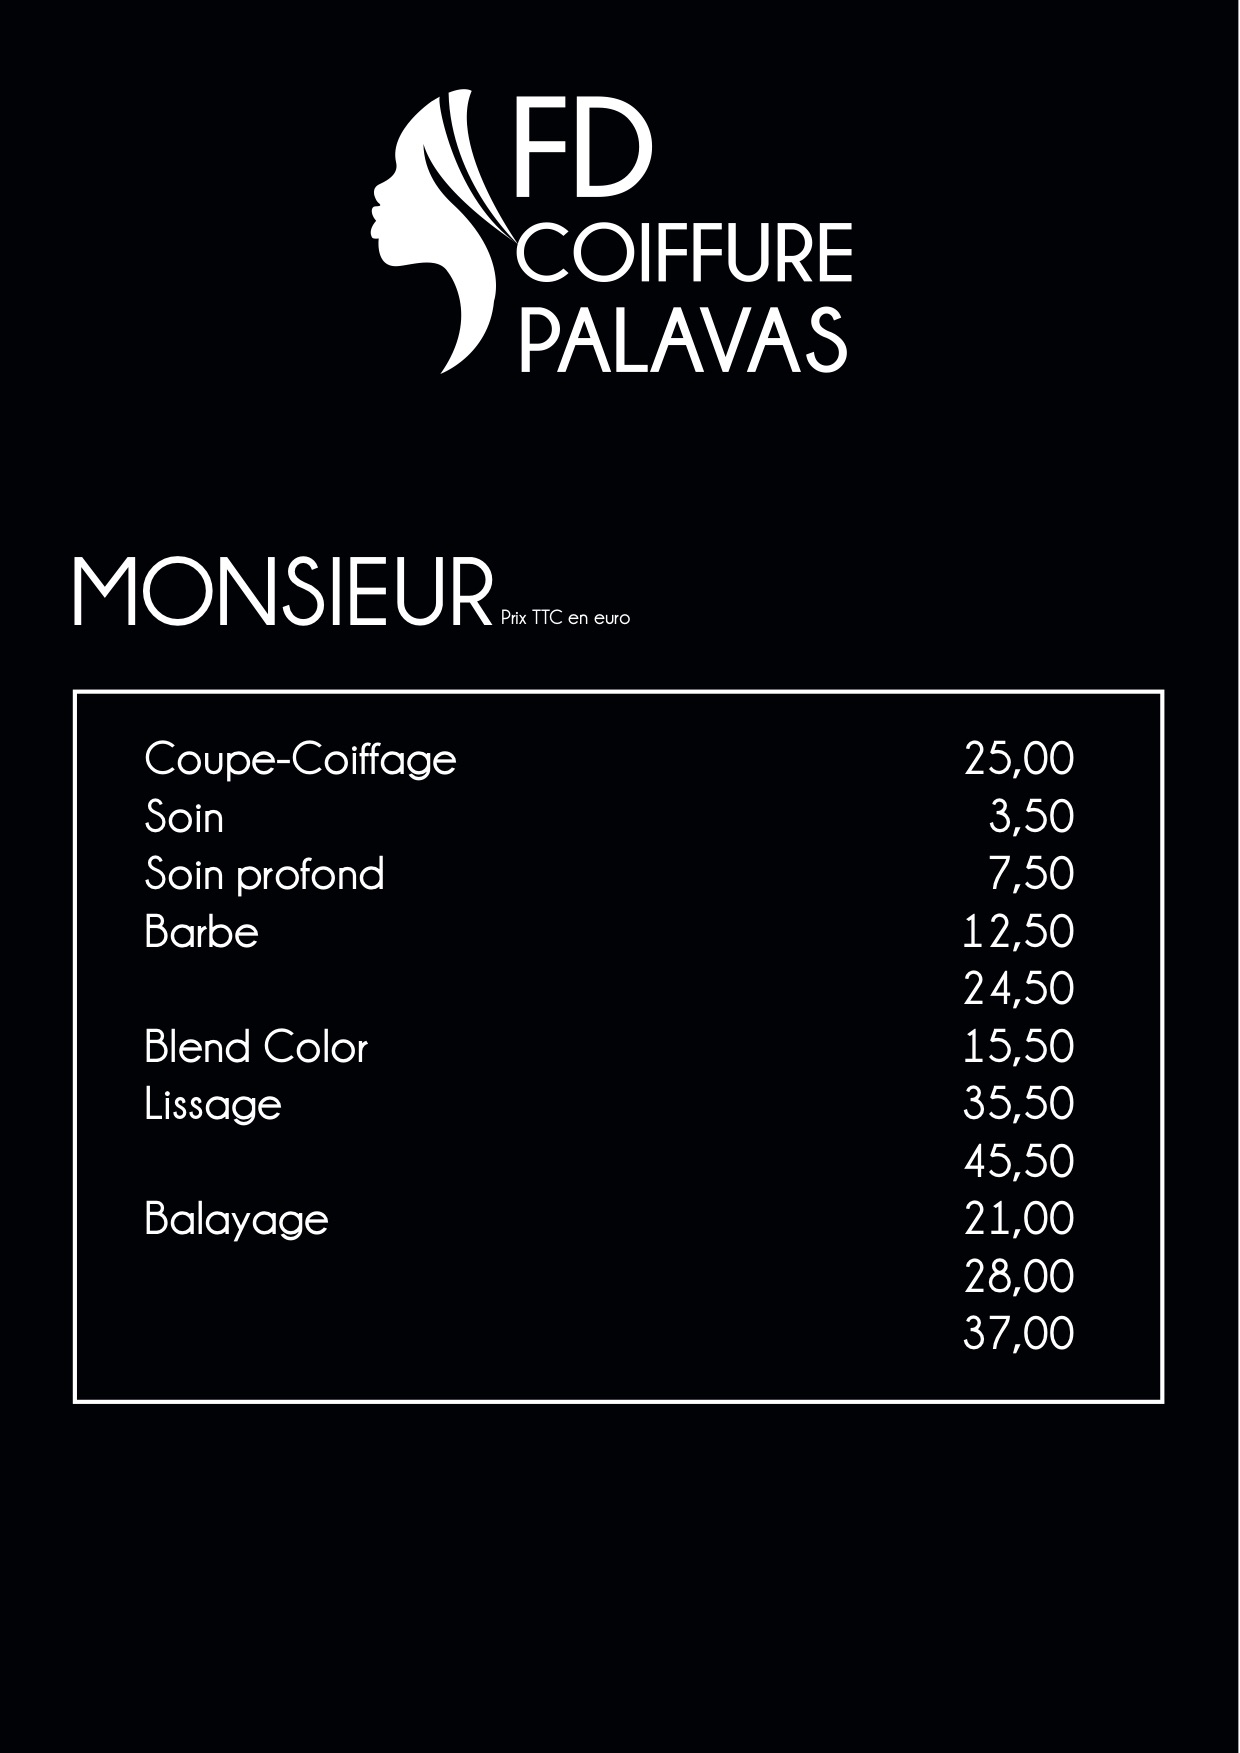 FD
COIFFURE
PALAVAS
MONSIEUR Prix TTC en euro
Coupe-Coiffage 25,00
Soin 3,50
Soin profond 7,50
Barbe 12,50
24,50
Blend Color 15,50
Lissage 35,50
45,50
Balayage 21,00
28,00
37,00